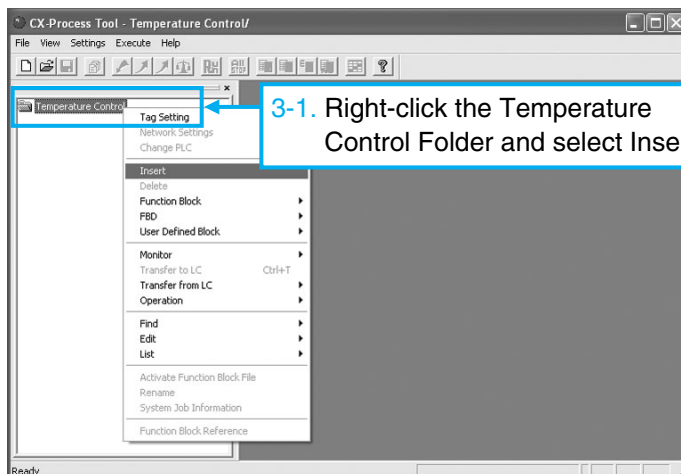 CX-Process Tool - Temperature Control/
File View Settings Execute Help
Temperature Contro
3-1. Right-click the Temperature
Control Folder and select Inse
Tag Setting
Network Settings
Change PLC
Insert
Delete
Function Block
FBD
User Defined Block
Monitor
Transfer to LC Ctrl+T
Transfer from LC
Operation
Find
Edit
List
Activate Function Block File
Rename
System Job Information
Function Block Reference
Ready